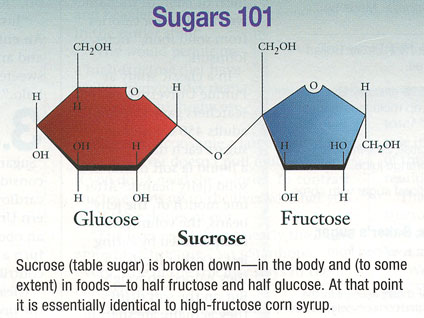 Sugars 101
CH₂OH CH₂OH
O H O H
H
H
OH H H HO CH₂OH
OH O
H OH OH H
Glucose Fructose
Sucrose
Sucrose (table sugar) is broken down—in the body and (to some
extent) in foods—to half fructose and half glucose. At that point
it is essentially identical to high-fructose corn syrup.